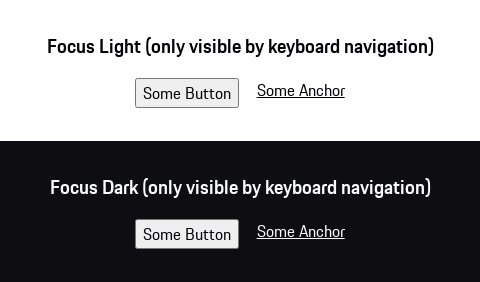 Focus Light (only visible by keyboard navigation)
Some Button Some Anchor
Focus Dark (only visible by keyboard navigation)
Some Button Some Anchor